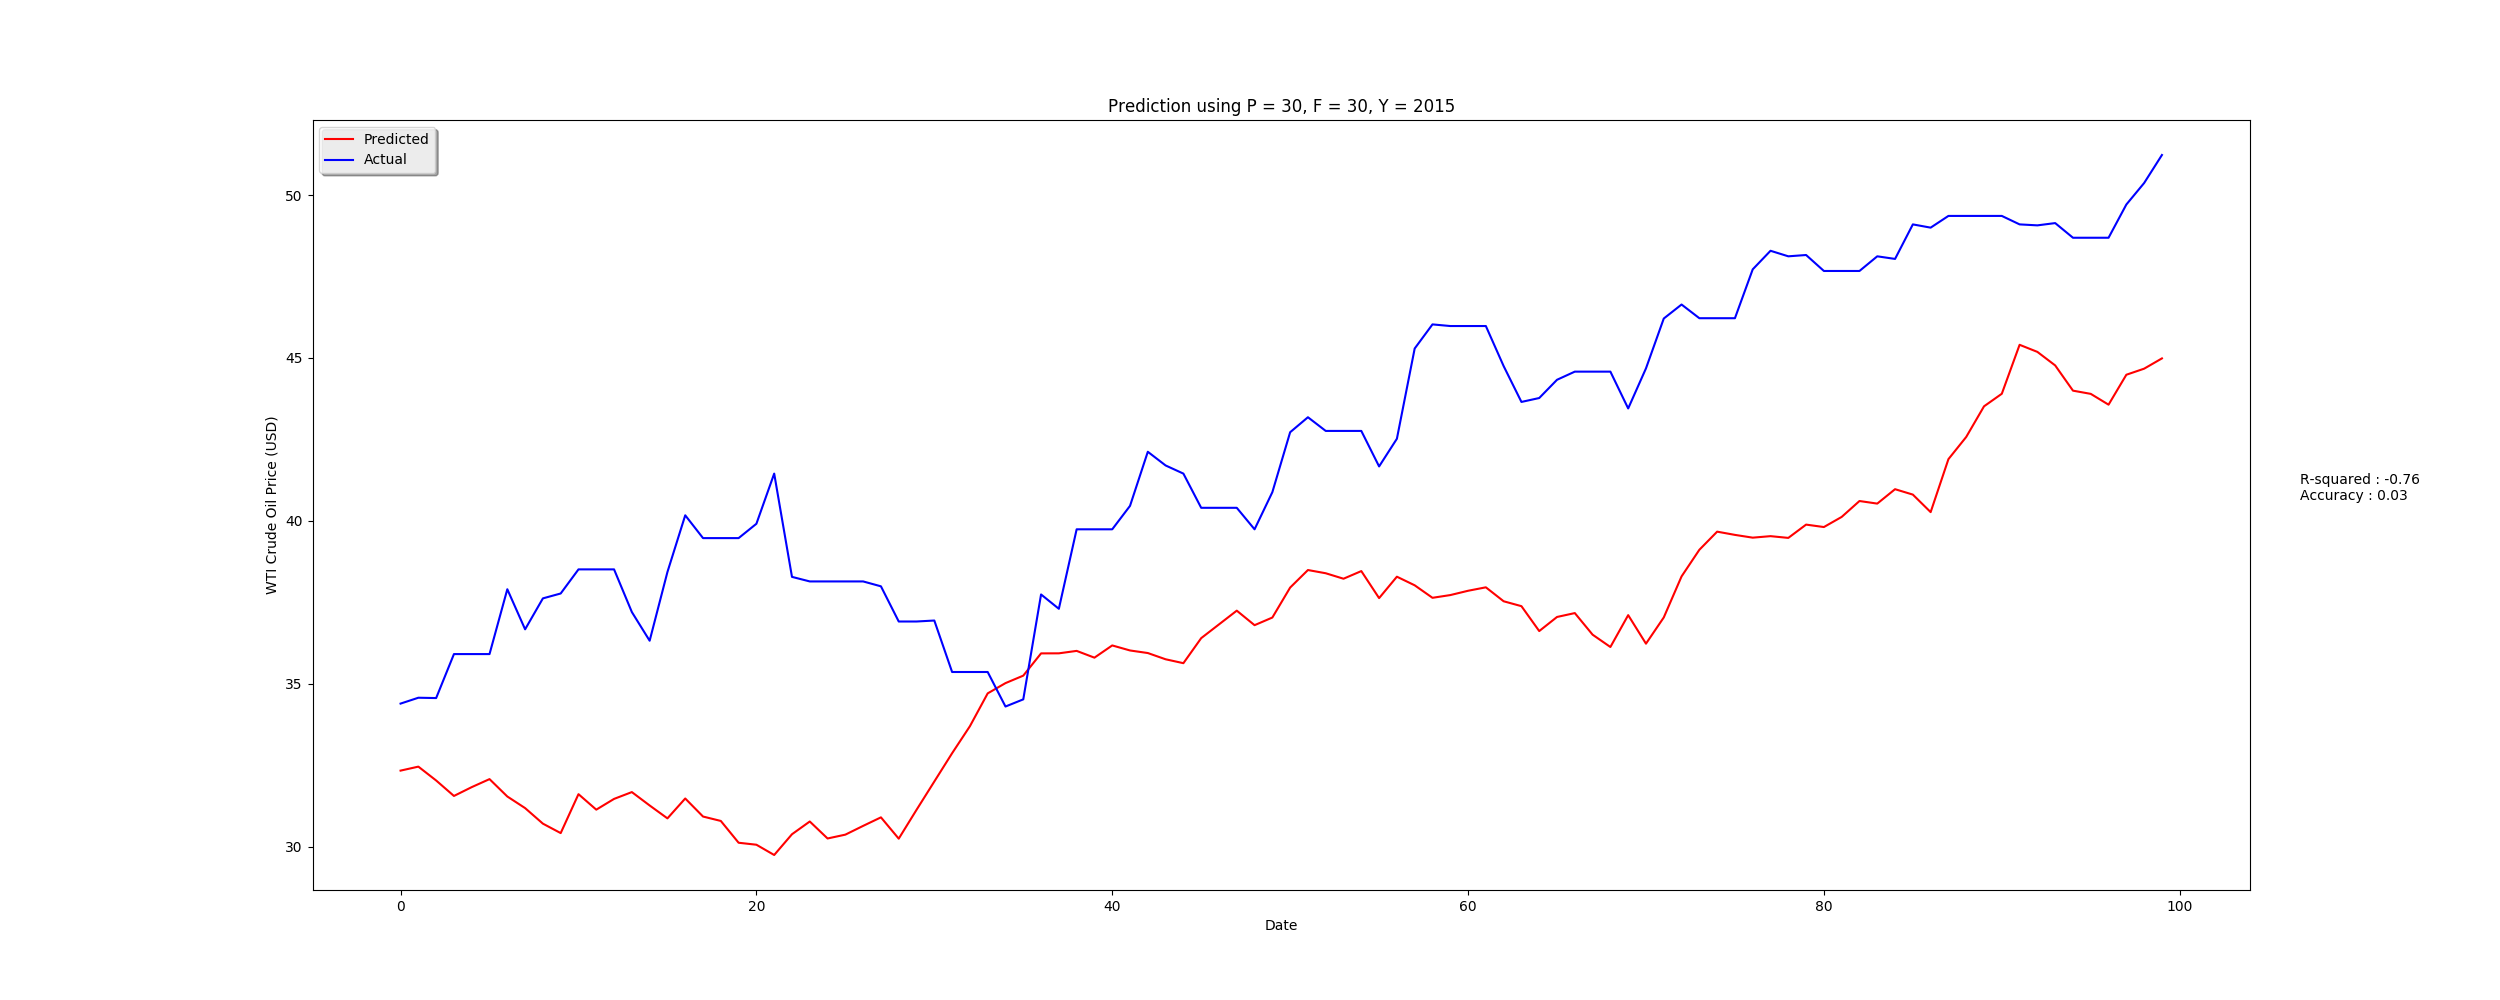 Prediction using P = 30, F = 30, Y = 2015
Predicted
Actual
50
45
40
35
30
WTI Crude Oil Price (USD)
0
20
40
60
80
100
Date
R-squared : -0.76
Accuracy : 0.03